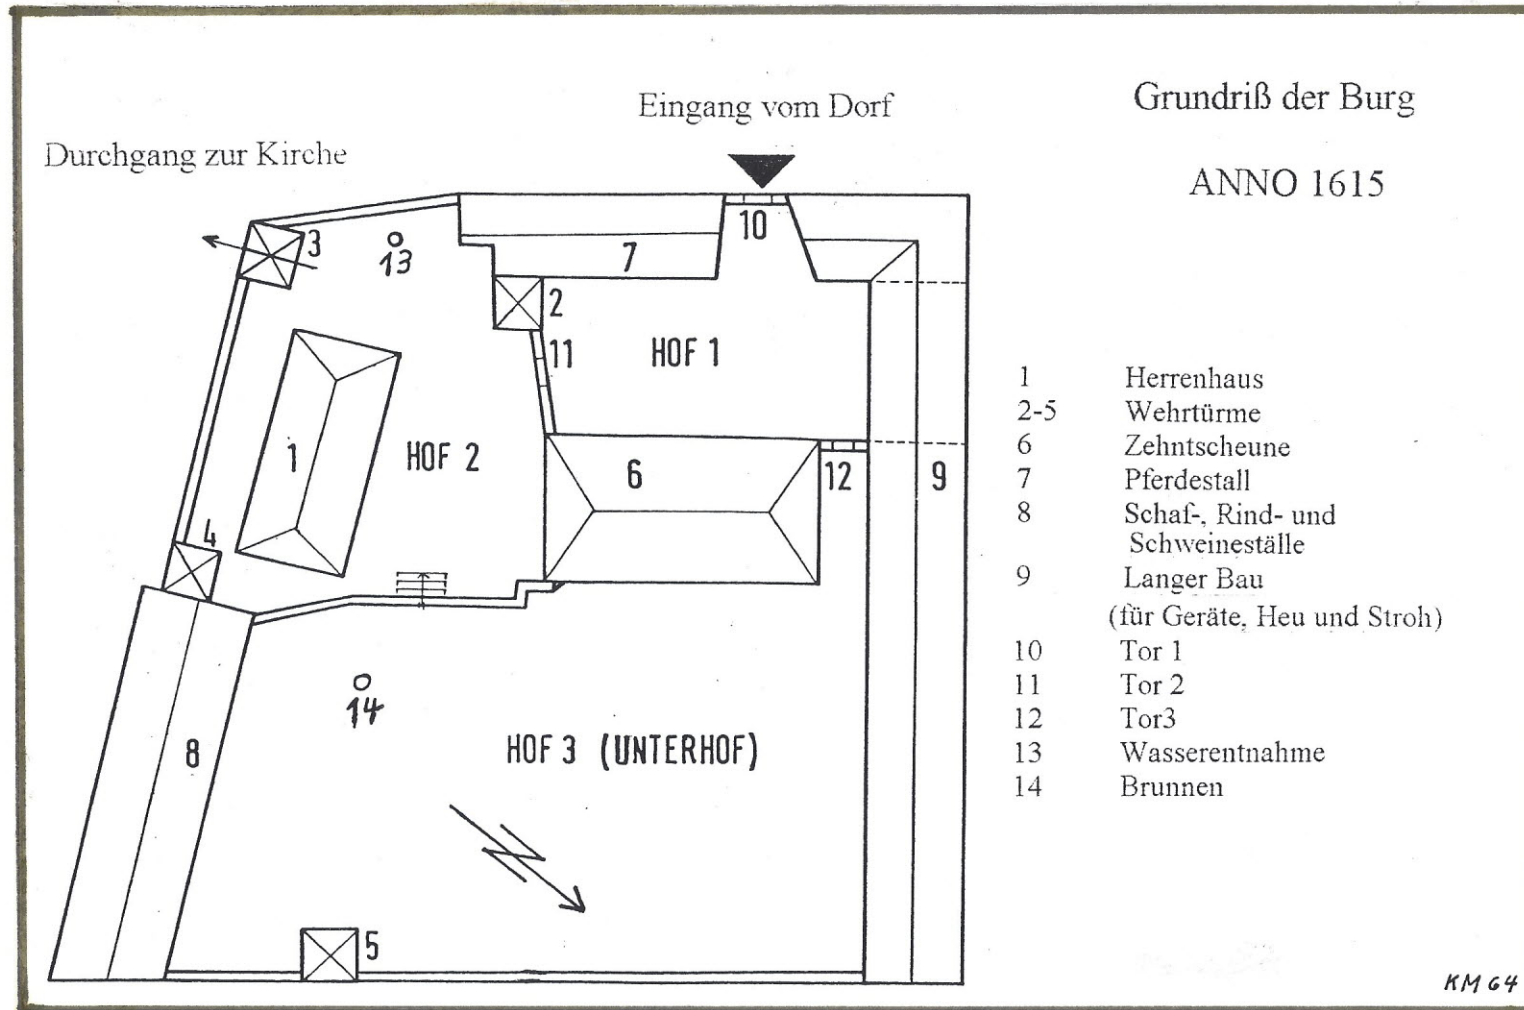 Grundriß der Burg
ANNO 1615
Eingang vom Dorf
Durchgang zur Kirche
3
13
10
7
2
11
HOF 1
1
HOF 2
6
12
9
4
14
8
HOF 3 (UNTERHOF)
N
5
1 Herrenhaus
2-5 Wehrtürme
6 Zehntscheune
7 Pferdestall
8 Schaf-, Rind- und
Schweineställe
9 Langer Bau
(für Geräte, Heu und Stroh)
10 Tor 1
11 Tor 2
12 Tor3
13 Wasserentnahme
14 Brunnen
KM 64